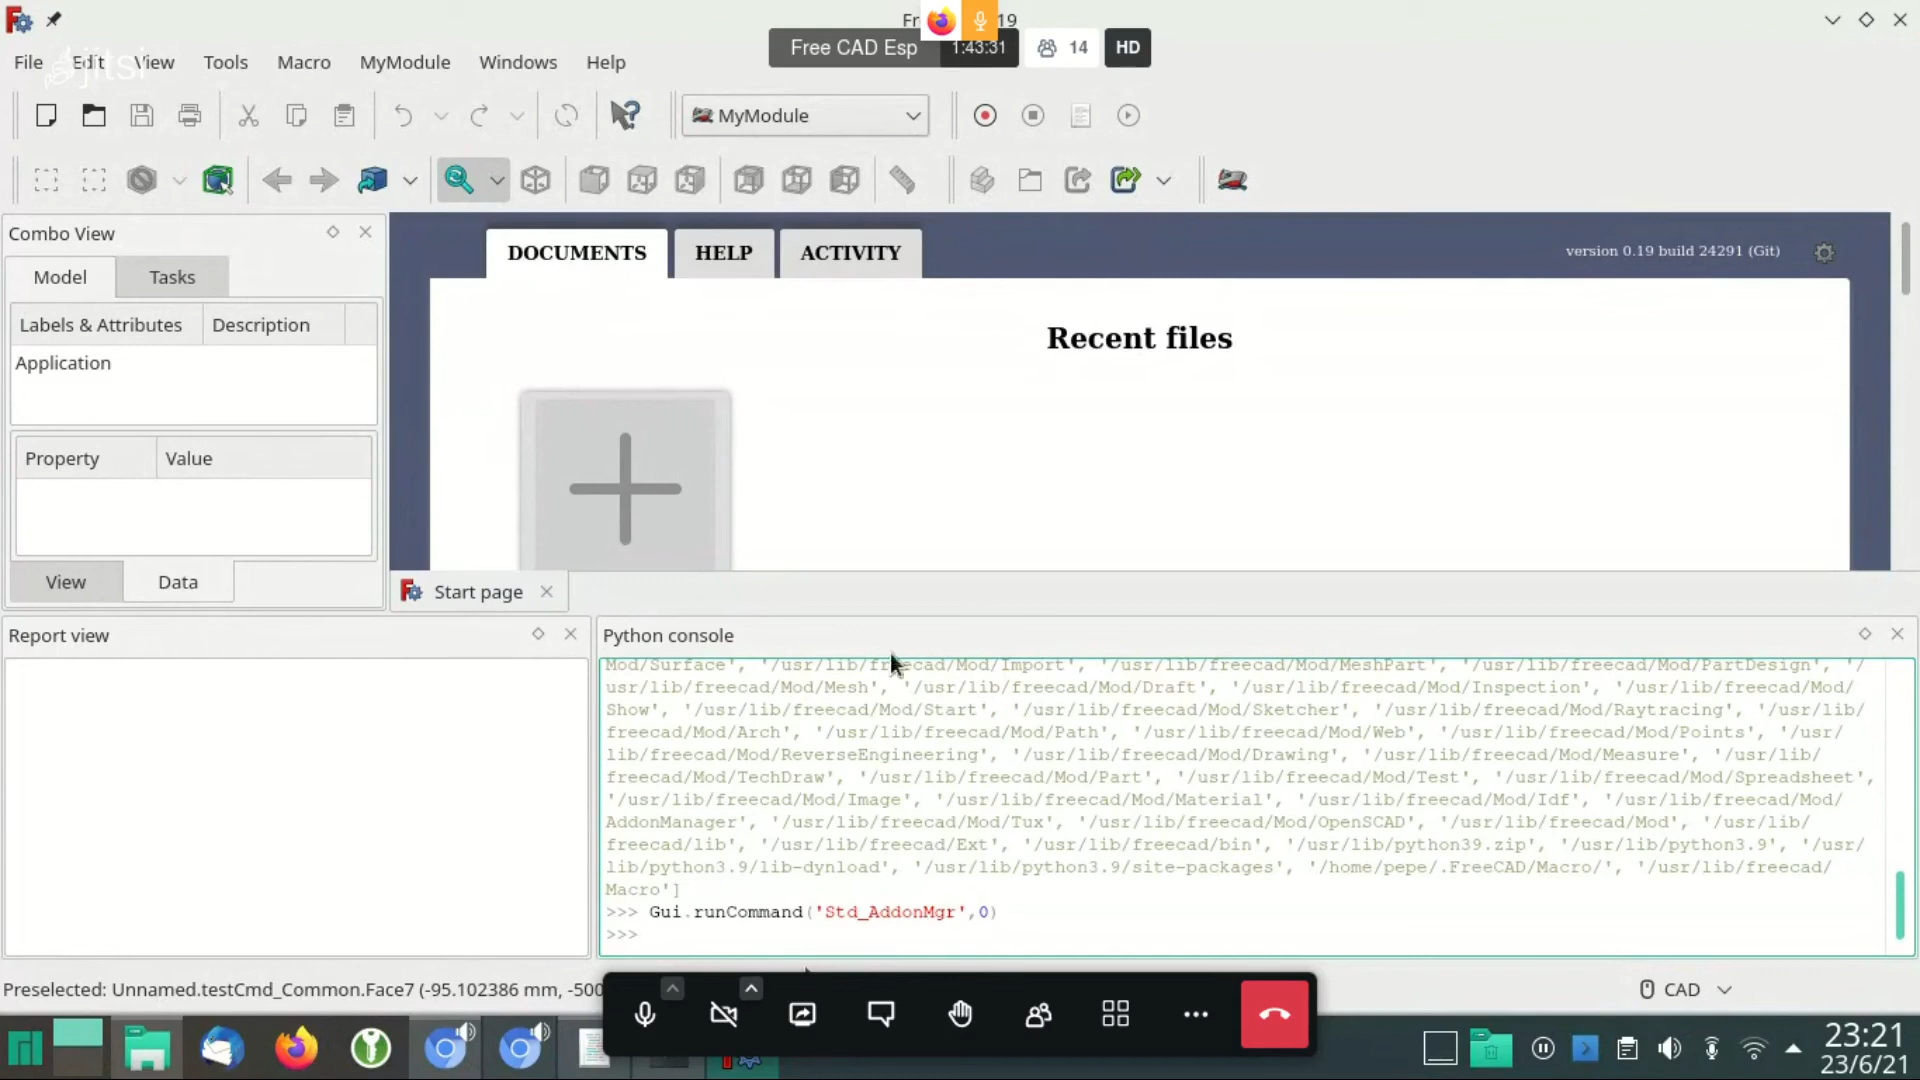 Fr
19
File Edit View Tools Macro MyModule Windows Help
jitsi
Free CAD Esp 1:43:31 14 HD
MyModule
Combo View
Model Tasks
Labels & Attributes Description
Application
Property Value
View Data
DOCUMENTS HELP ACTIVITY
version 0.19 build 24291 (Git)
Recent files
Start page
Report view
Python console
Mod/Surface', '/usr/lib/freecad/Mod/Import', '/usr/lib/freecad/Mod/MeshPart', '/usr/lib/freecad/Mod/PartDesign', '/
usr/lib/freecad/Mod/Mesh', '/usr/lib/freecad/Mod/Draft', '/usr/lib/freecad/Mod/Inspection', '/usr/lib/freecad/Mod/
Show', '/usr/lib/freecad/Mod/Start', '/usr/lib/freecad/Mod/Sketcher', '/usr/lib/freecad/Mod/Raytracing', '/usr/lib/
freecad/Mod/Arch', '/usr/lib/freecad/Mod/Path', '/usr/lib/freecad/Mod/Web', '/usr/lib/freecad/Mod/Points', '/usr/
lib/freecad/Mod/ReverseEngineering', '/usr/lib/freecad/Mod/Drawing', '/usr/lib/freecad/Mod/Measure', '/usr/lib/
freecad/Mod/TechDraw', '/usr/lib/freecad/Mod/Part', '/usr/lib/freecad/Mod/Test', '/usr/lib/freecad/Mod/Spreadsheet',
'/usr/lib/freecad/Mod/Image', '/usr/lib/freecad/Mod/Material', '/usr/lib/freecad/Mod/Idf', '/usr/lib/freecad/Mod/
AddonManager', '/usr/lib/freecad/Mod/Tux', '/usr/lib/freecad/Mod/OpenSCAD', '/usr/lib/freecad/Mod', '/usr/lib/
freecad/lib', '/usr/lib/freecad/Ext', '/usr/lib/freecad/bin', '/usr/lib/python39.zip', '/usr/lib/python3.9', '/usr/
lib/python3.9/lib-dynload', '/usr/lib/python3.9/site-packages', '/home/pepe/.FreeCAD/Macro/', '/usr/lib/freecad/
Macro']
>>> Gui.runCommand('Std_AddonMgr',0)
>>>
Preselected: Unnamed.testCmd_Common.Face7 (-95.102386 mm, -500
CAD
23:21
23/6/21